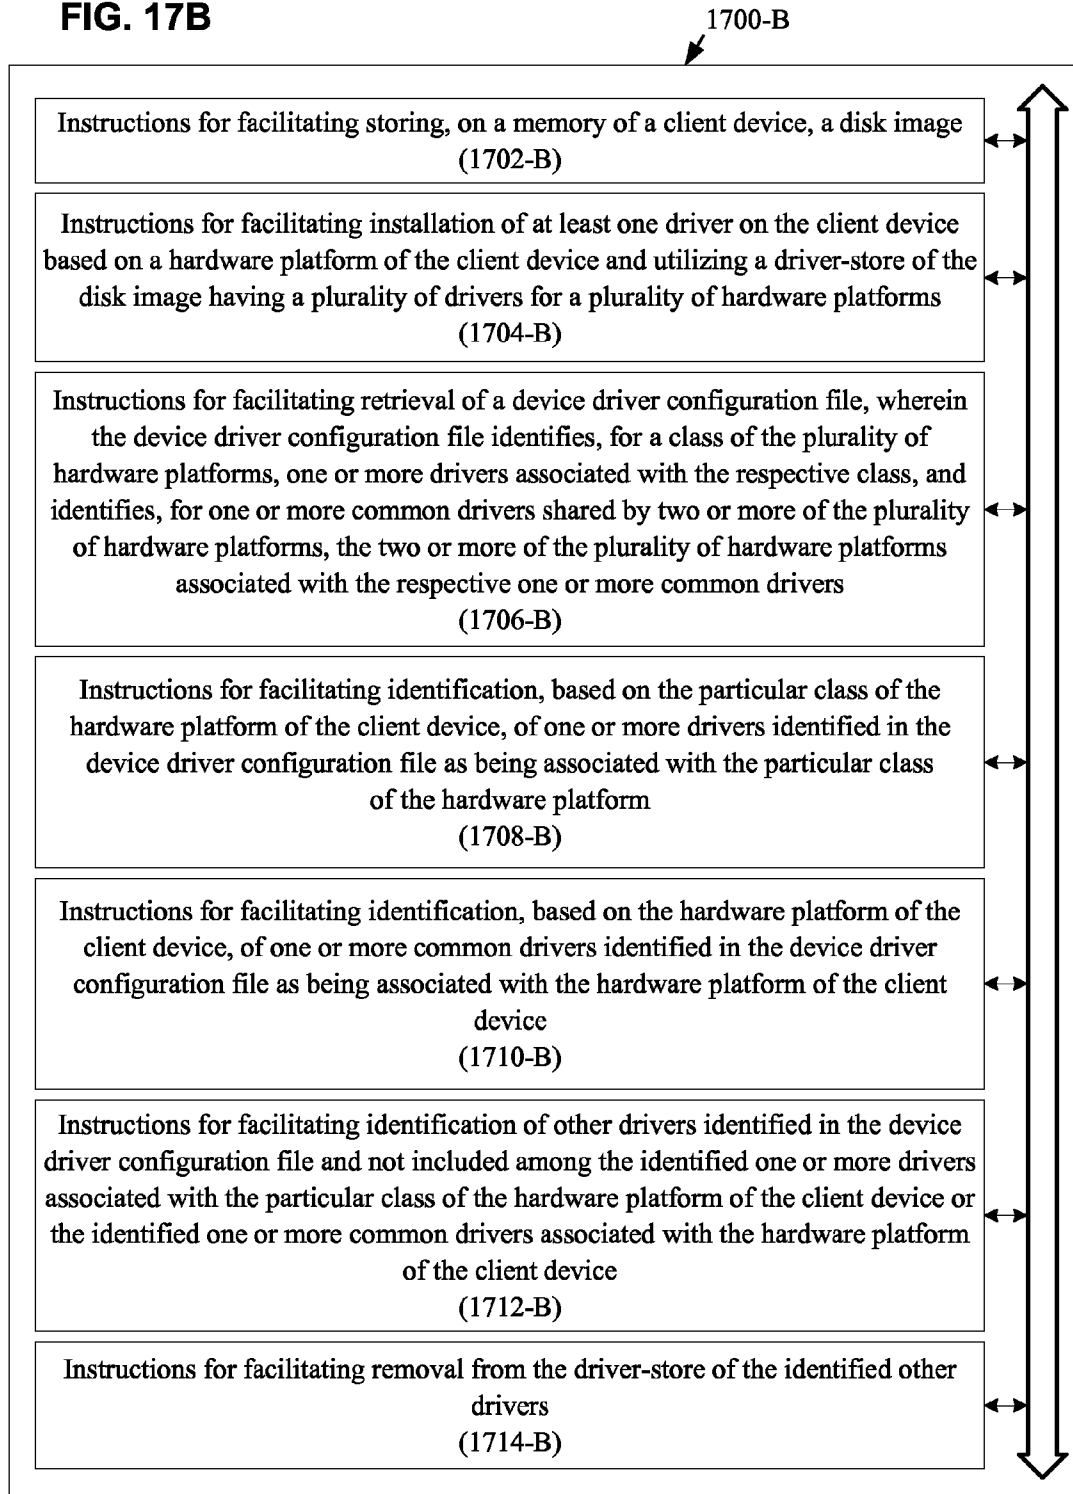 FIG. 17B
1700-B
Instructions for facilitating storing, on a memory of a client device, a disk image
(1702-B)
Instructions for facilitating installation of at least one driver on the client device
based on a hardware platform of the client device and utilizing a driver-store of the
disk image having a plurality of drivers for a plurality of hardware platforms
(1704-B)
Instructions for facilitating retrieval of a device driver configuration file, wherein
the device driver configuration file identifies, for a class of the plurality of
hardware platforms, one or more drivers associated with the respective class, and
identifies, for one or more common drivers shared by two or more of the plurality
of hardware platforms, the two or more of the plurality of hardware platforms
associated with the respective one or more common drivers
(1706-B)
Instructions for facilitating identification, based on the particular class of the
hardware platform of the client device, of one or more drivers identified in the
device driver configuration file as being associated with the particular class
of the hardware platform
(1708-B)
Instructions for facilitating identification, based on the hardware platform of the
client device, of one or more common drivers identified in the device driver
configuration file as being associated with the hardware platform of the client
device
(1710-B)
Instructions for facilitating identification of other drivers identified in the device
driver configuration file and not included among the identified one or more drivers
associated with the particular class of the hardware platform of the client device or
the identified one or more common drivers associated with the hardware platform
of the client device
(1712-B)
Instructions for facilitating removal from the driver-store of the identified other
drivers
(1714-B)